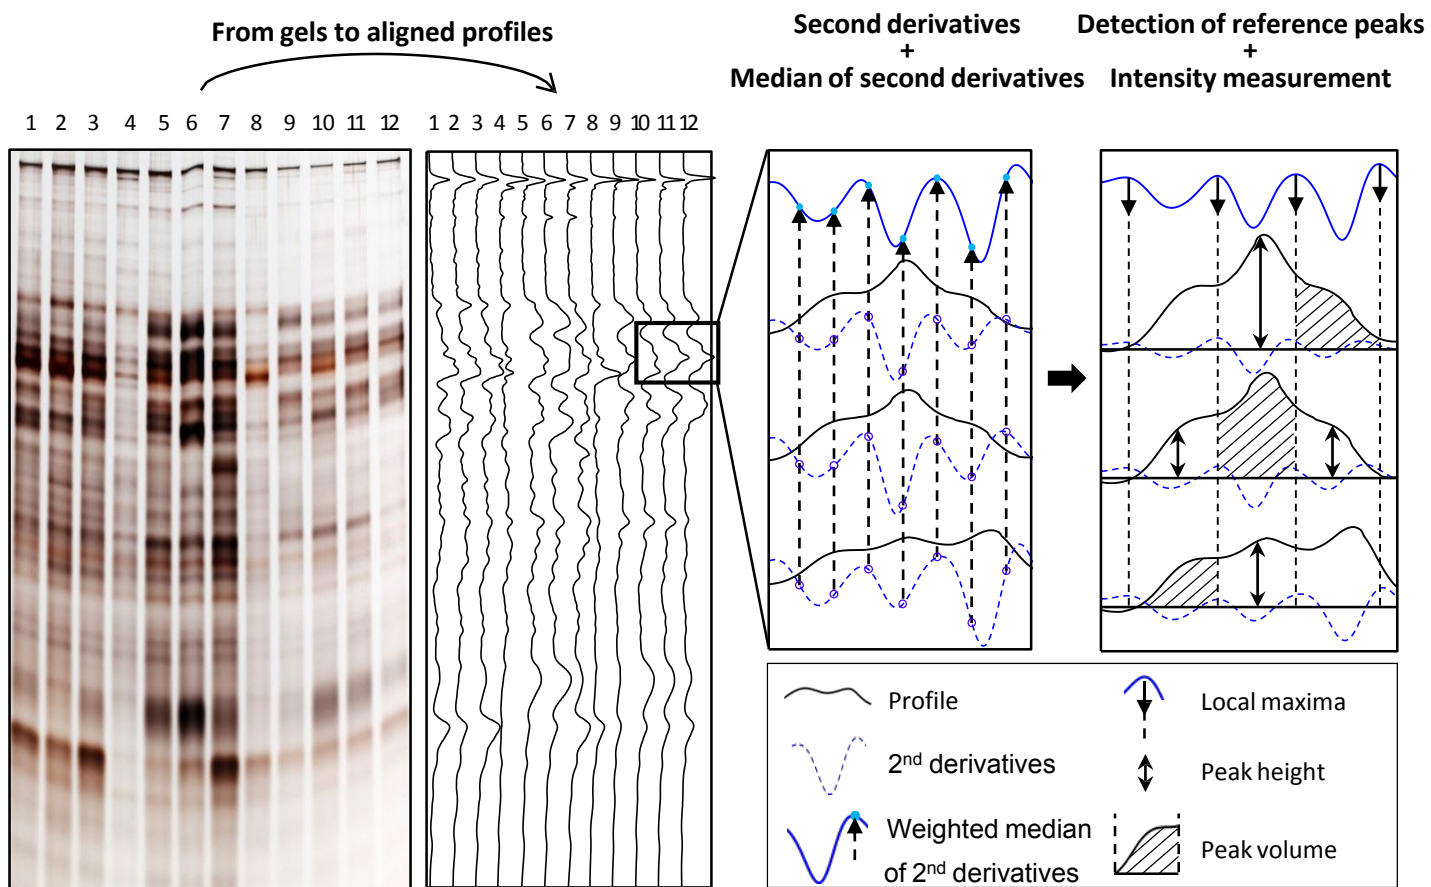 From gels to aligned profiles
Second derivatives
+
Median of second derivatives
Detection of reference peaks
+
Intensity measurement
1 2 3 4 5 6 7 8 9 10 11 12
1 2 3 4 5 6 7 8 9 10 11 12
Profile
2nd derivatives
Weighted median
of 2nd derivatives
Local maxima
Peak height
Peak volume